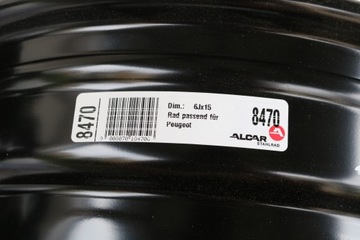 8470
Dim.: 6Jx15
Rad passend für
Peugeot
8470
ALCAR
STAHLRAD